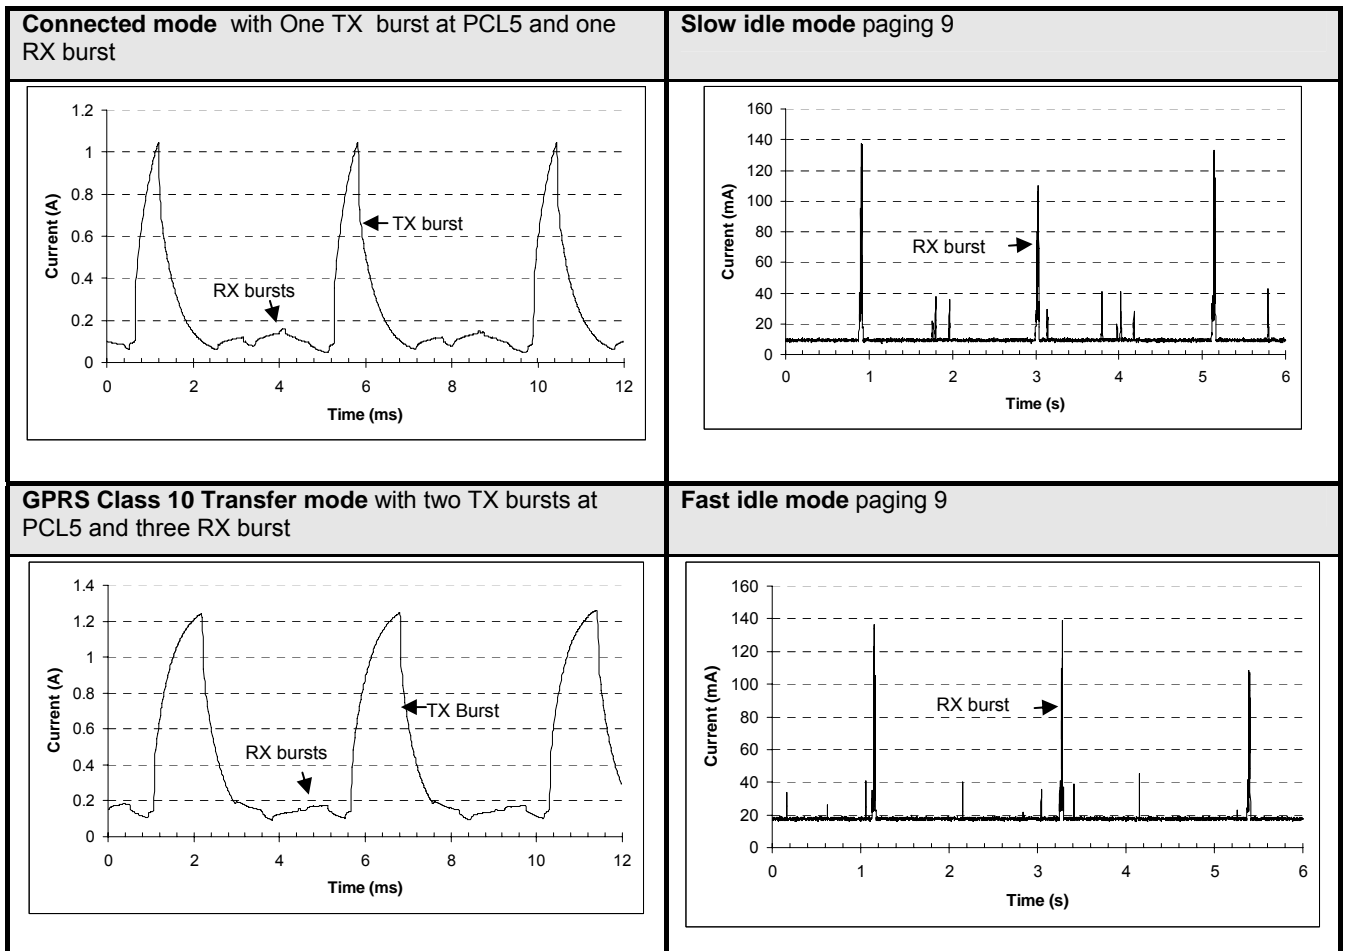 Connected mode with One TX burst at PCL5 and one
RX burst
Slow idle mode paging 9
1.2
1
0.8
0.6
0.4
0.2
0
Current (A)
TX burst
RX bursts
0 2 4 6 8 10 12
Time (ms)
160
140
120
100
80
60
40
20
0
Current (mA)
RX burst
0 1 2 3 4 5 6
Time (s)
GPRS Class 10 Transfer mode with two TX bursts at
PCL5 and three RX burst
Fast idle mode paging 9
1.4
1.2
1
0.8
0.6
0.4
0.2
0
Current (A)
TX Burst
RX bursts
0 2 4 6 8 10 12
Time (ms)
160
140
120
100
80
60
40
20
0
Current (mA)
RX burst
0 1 2 3 4 5 6
Time (s)